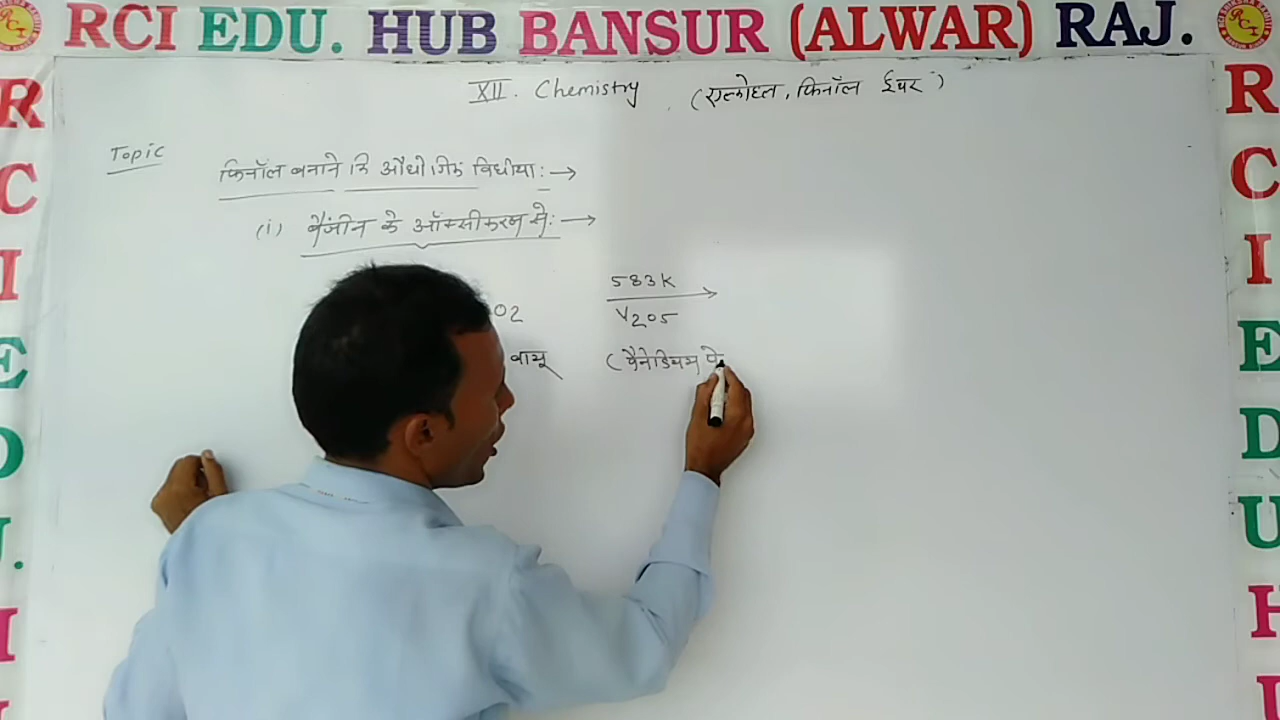 RCI EDU. HUB BANSUR (ALWAR) RAJ.
XII. Chemistry (एल्कोहल, फिनॉल ईथर)
Topic
फिनॉल बनाने कि औधोगिक विधीया :→
(i) बैंजीन के ऑक्सीकरण से: →
O2 583K →
V2O5
वायु (वैनेडियम पे
R C I E D U. H
R C I E D U H